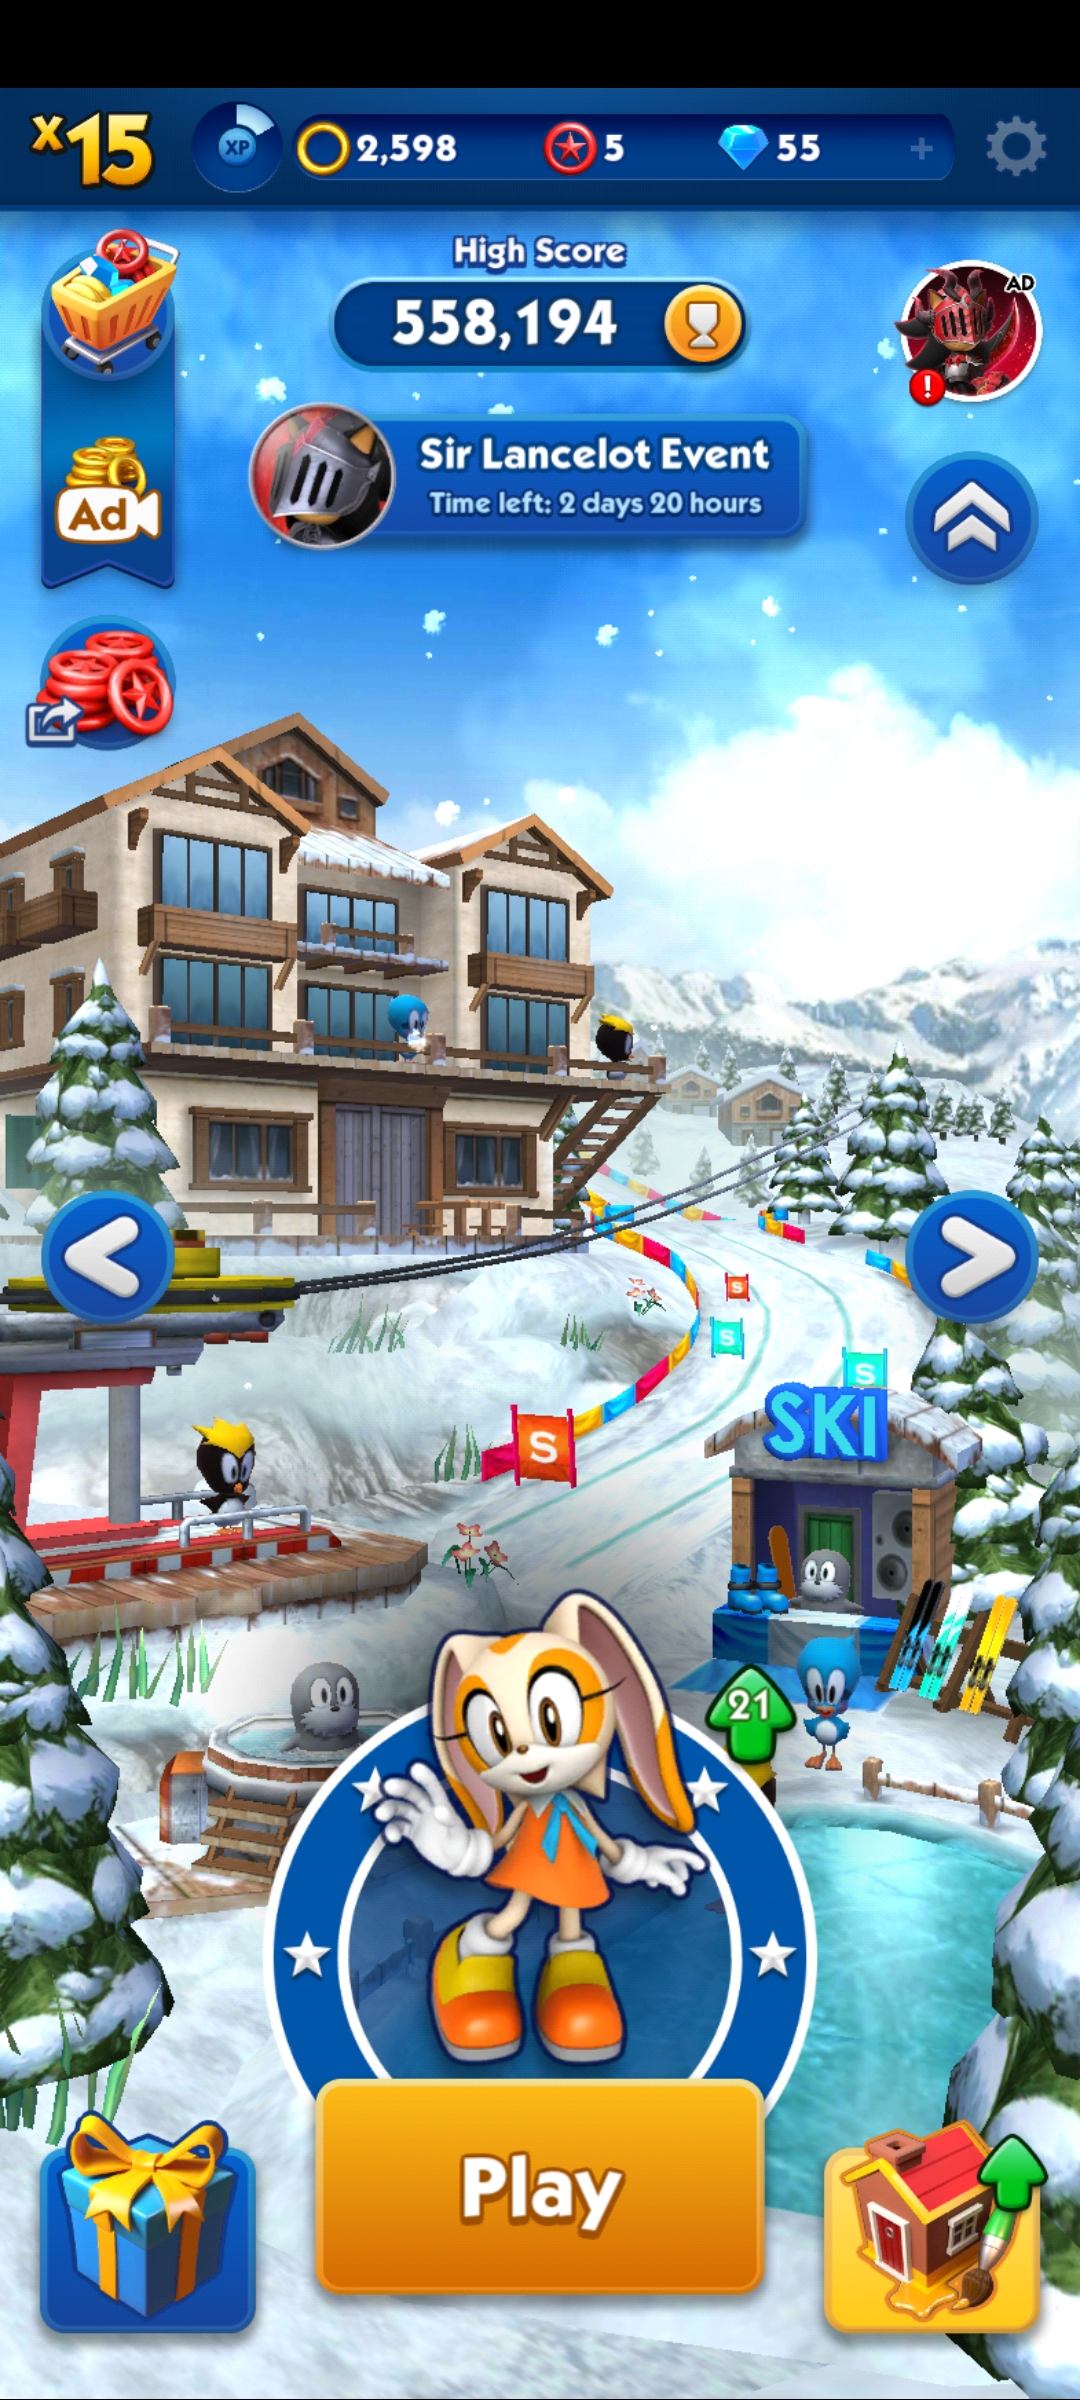 x15
XP
2,598
5
55
+
High Score
558,194
AD
!
Sir Lancelot Event
Time left: 2 days 20 hours
Ad
S
S
S
S
SKI
21
Play